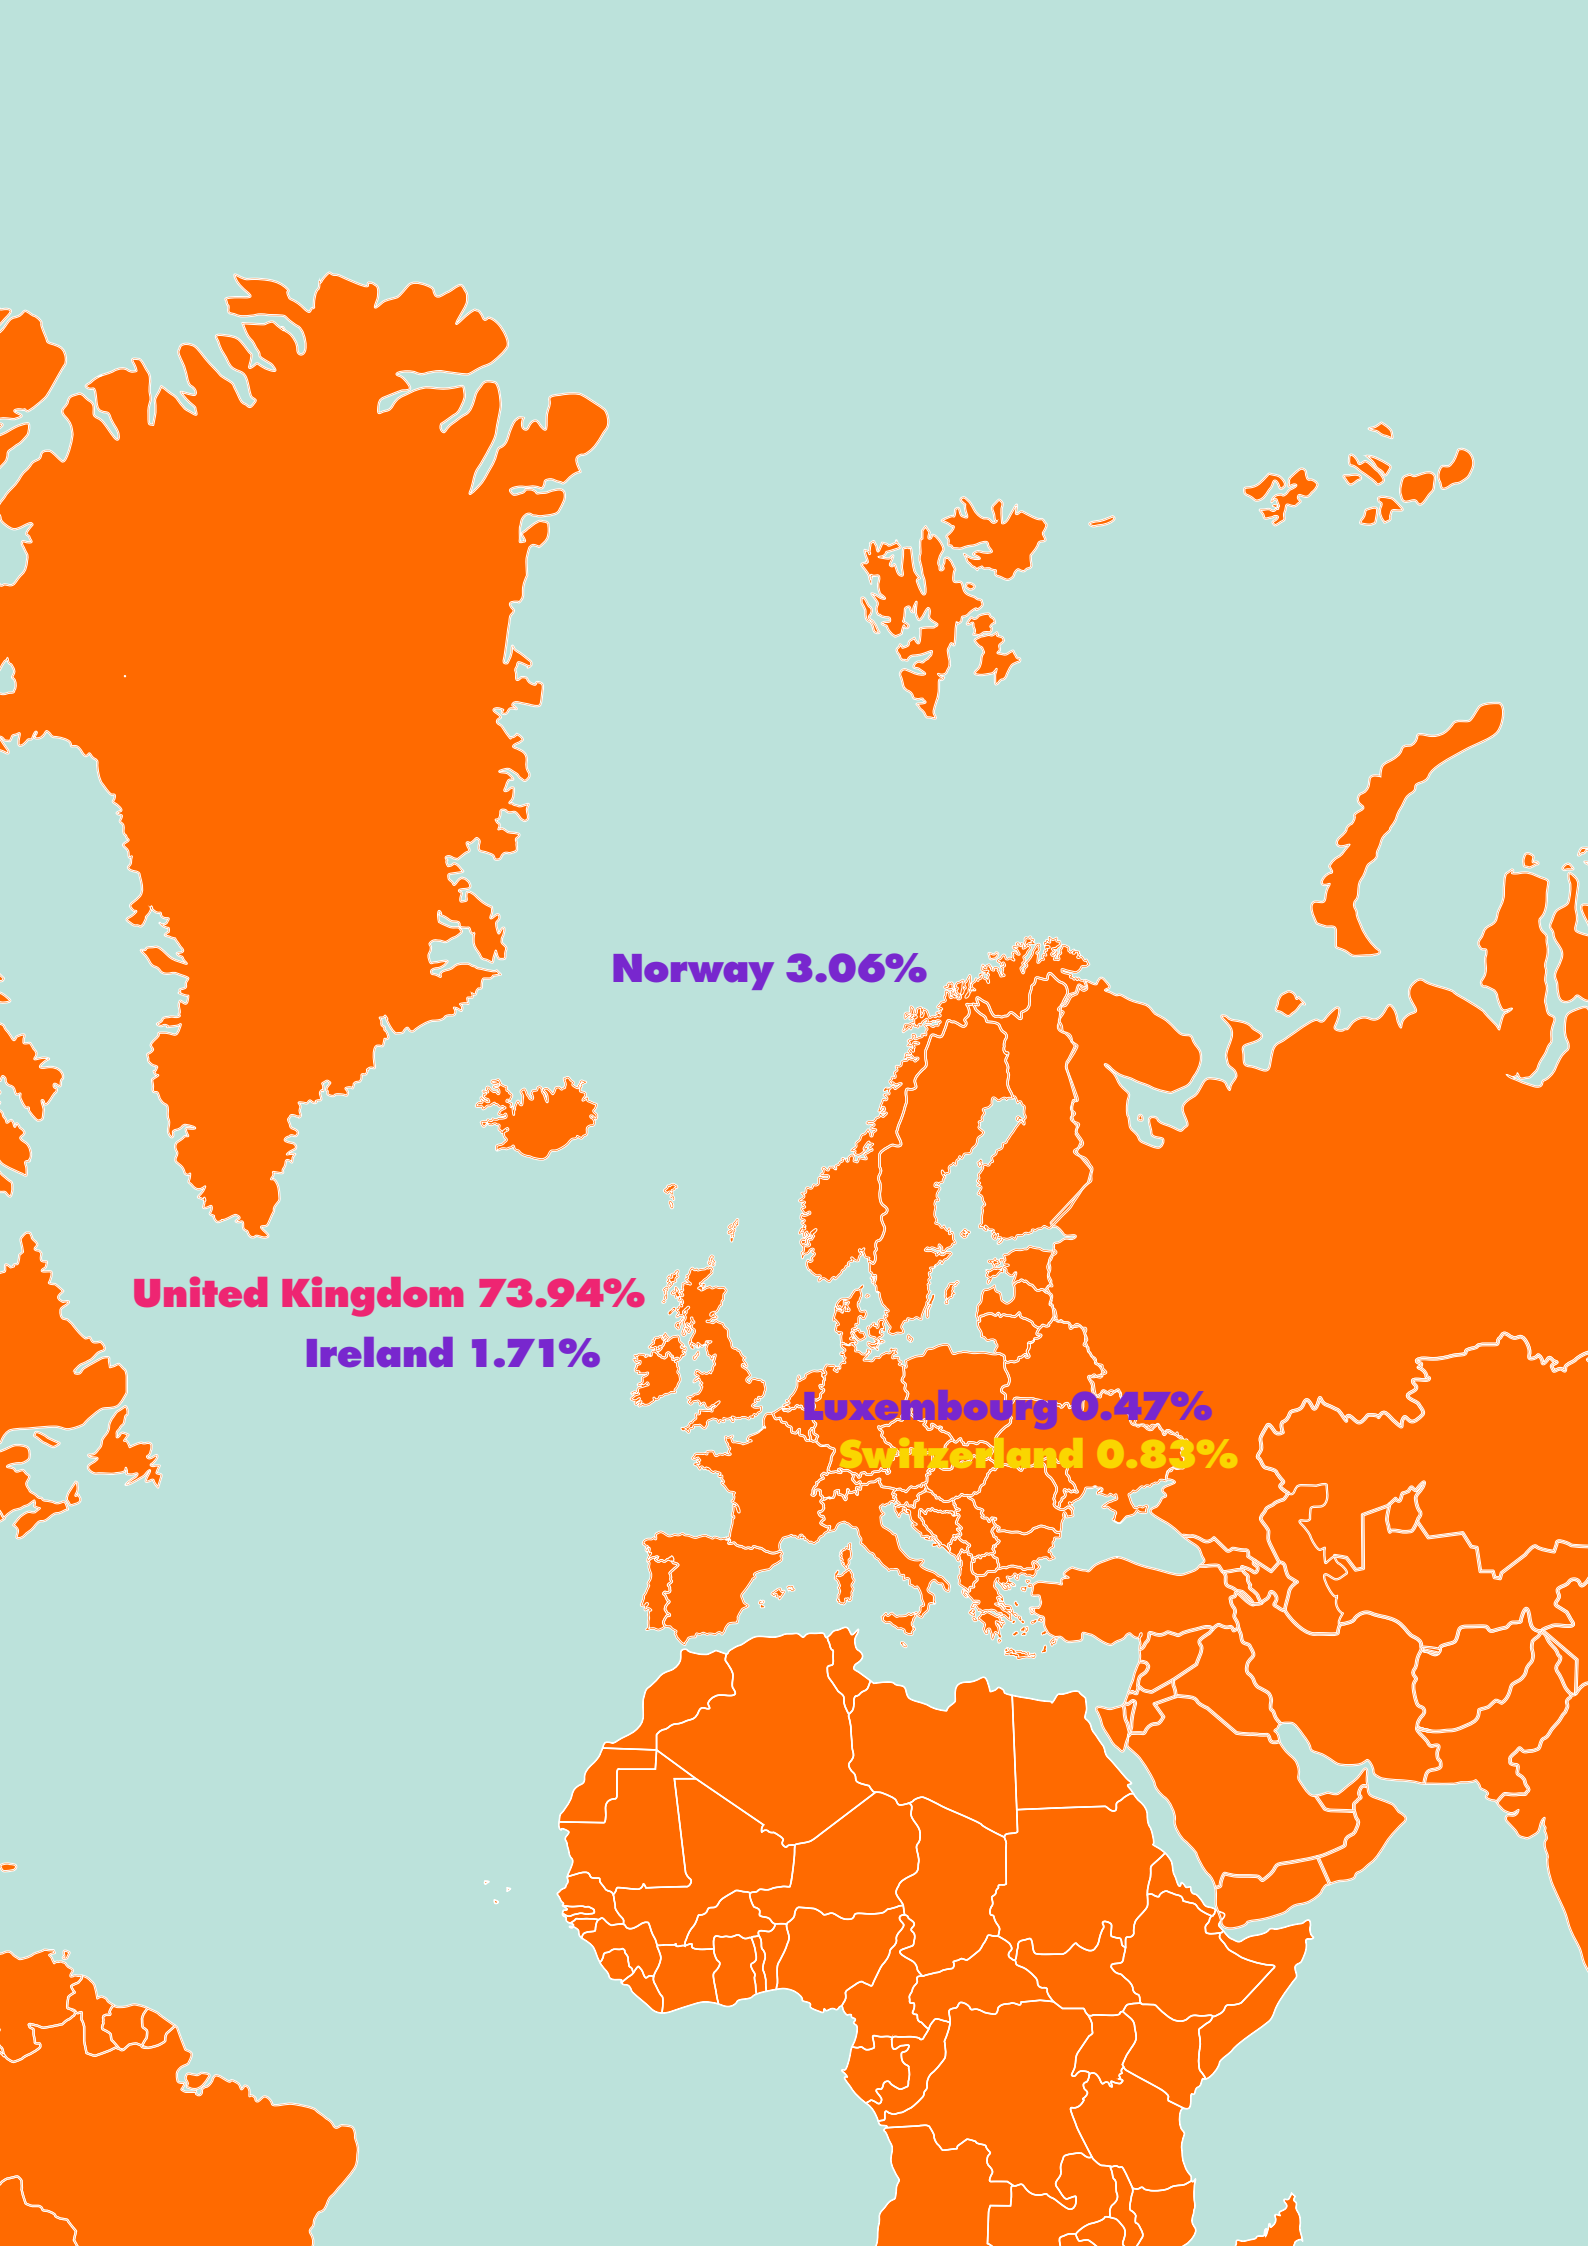 Norway 3.06%
United Kingdom 73.94%
Ireland 1.71%
Luxembourg 0.47%
Switzerland 0.83%